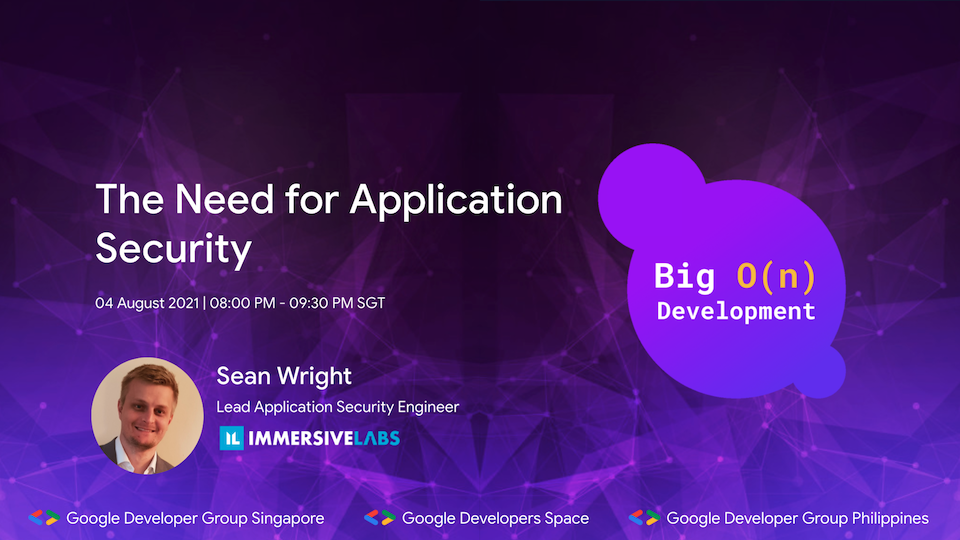 The Need for Application
Security
04 August 2021 | 08:00 PM - 09:30 PM SGT
Big O(n)
Development
Sean Wright
Lead Application Security Engineer
IL IMMERSIVELABS
Google Developer Group Singapore
Google Developers Space
Google Developer Group Philippines